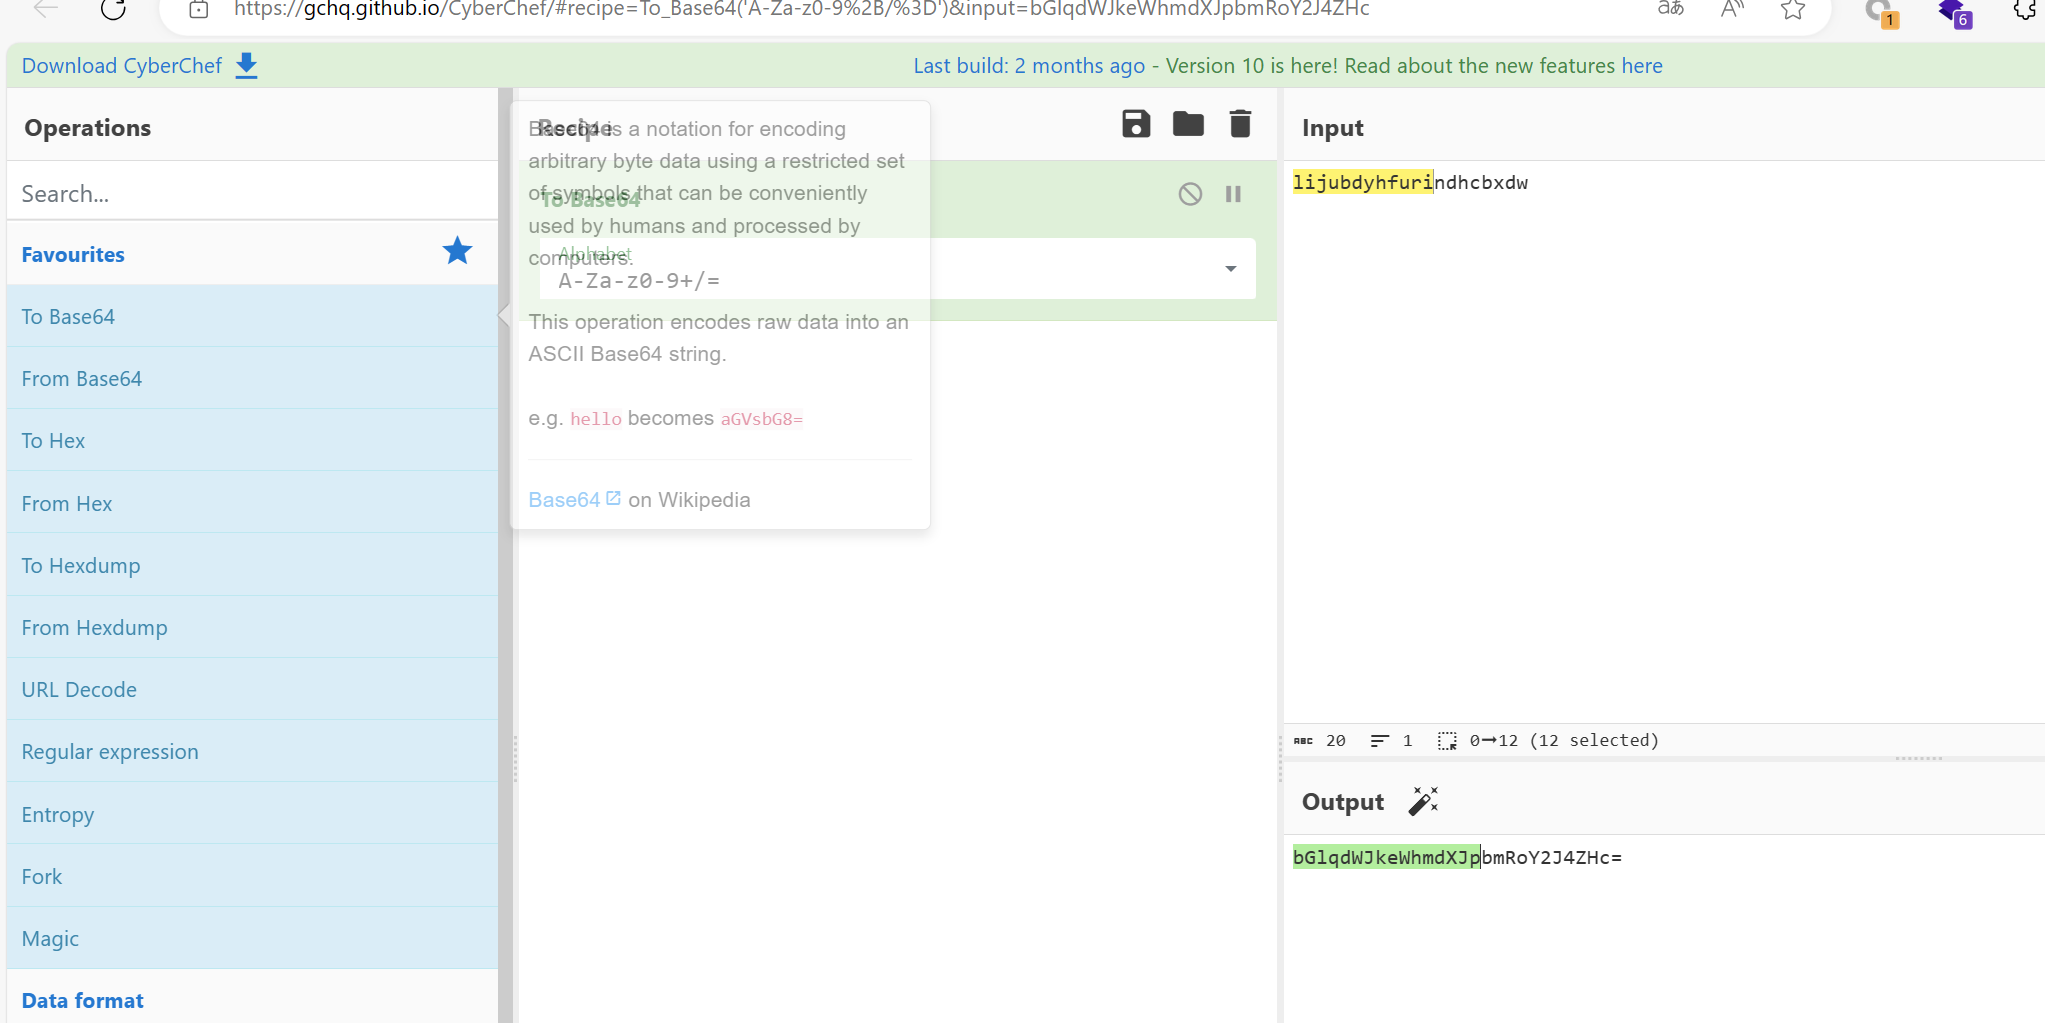 https://gchq.github.io/CyberChef/#recipe=To_Base64('A-Za-z0-9%2B/%3D')&input=bGlqdWJkeWhmdXJpbmRoY2J4ZHc
aあ
A
1
6
Download CyberChef
Last build: 2 months ago - Version 10 is here! Read about the new features here
Operations
Search...
Favourites
To Base64
From Base64
To Hex
From Hex
To Hexdump
From Hexdump
URL Decode
Regular expression
Entropy
Fork
Magic
Data format
Recipe
To Base64
Alphabet
A-Za-z0-9+/=
Base64 is a notation for encoding
arbitrary byte data using a restricted set
of symbols that can be conveniently
used by humans and processed by
computers.
This operation encodes raw data into an
ASCII Base64 string.
e.g. hello becomes aGVsbG8=
Base64 on Wikipedia
Input
lijubdyhfurindhcbxdw
ABC 20 1 0→12 (12 selected)
Output
bGlqdWJkeWhmdXJpbmRoY2J4ZHc=